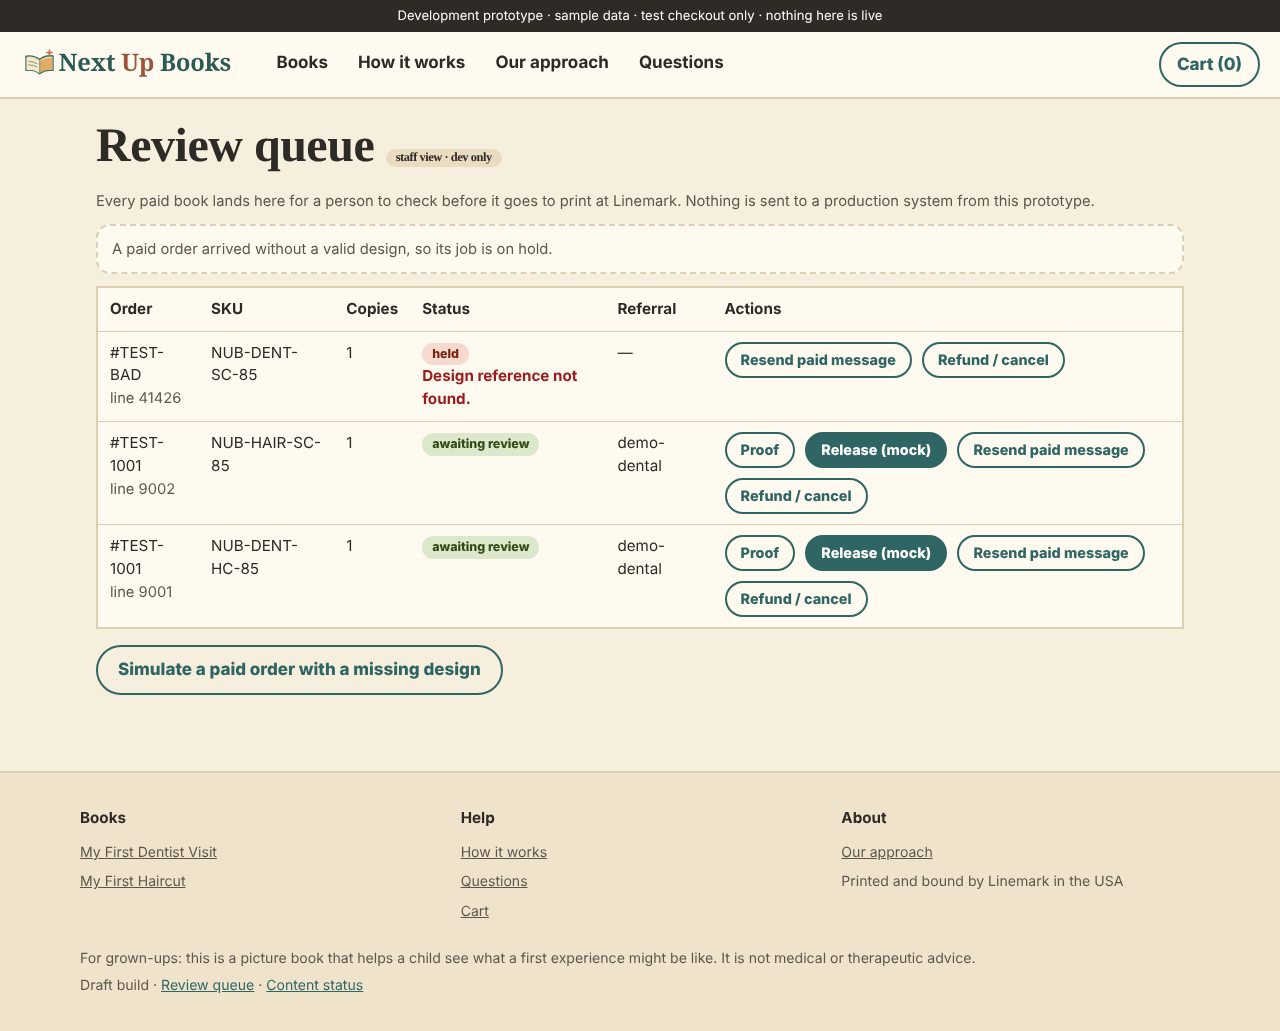 Development prototype · sample data · test checkout only · nothing here is live
Next Up Books
Books
How it works
Our approach
Questions
Cart (0)
Review queue staff view · dev only
Every paid book lands here for a person to check before it goes to print at Linemark. Nothing is sent to a production system from this prototype.
A paid order arrived without a valid design, so its job is on hold.
Order SKU Copies Status Referral Actions
#TEST-
BAD
line 41426
NUB-DENT-
SC-85
1
held
Design reference not
found.
—
Resend paid message
Refund / cancel
#TEST-
1001
line 9002
NUB-HAIR-SC-
85
1
awaiting review
demo-
dental
Proof
Release (mock)
Resend paid message
Refund / cancel
#TEST-
1001
line 9001
NUB-DENT-
HC-85
1
awaiting review
demo-
dental
Proof
Release (mock)
Resend paid message
Refund / cancel
Simulate a paid order with a missing design
Books
My First Dentist Visit
My First Haircut
Help
How it works
Questions
Cart
About
Our approach
Printed and bound by Linemark in the USA
For grown-ups: this is a picture book that helps a child see what a first experience might be like. It is not medical or therapeutic advice.
Draft build · Review queue · Content status